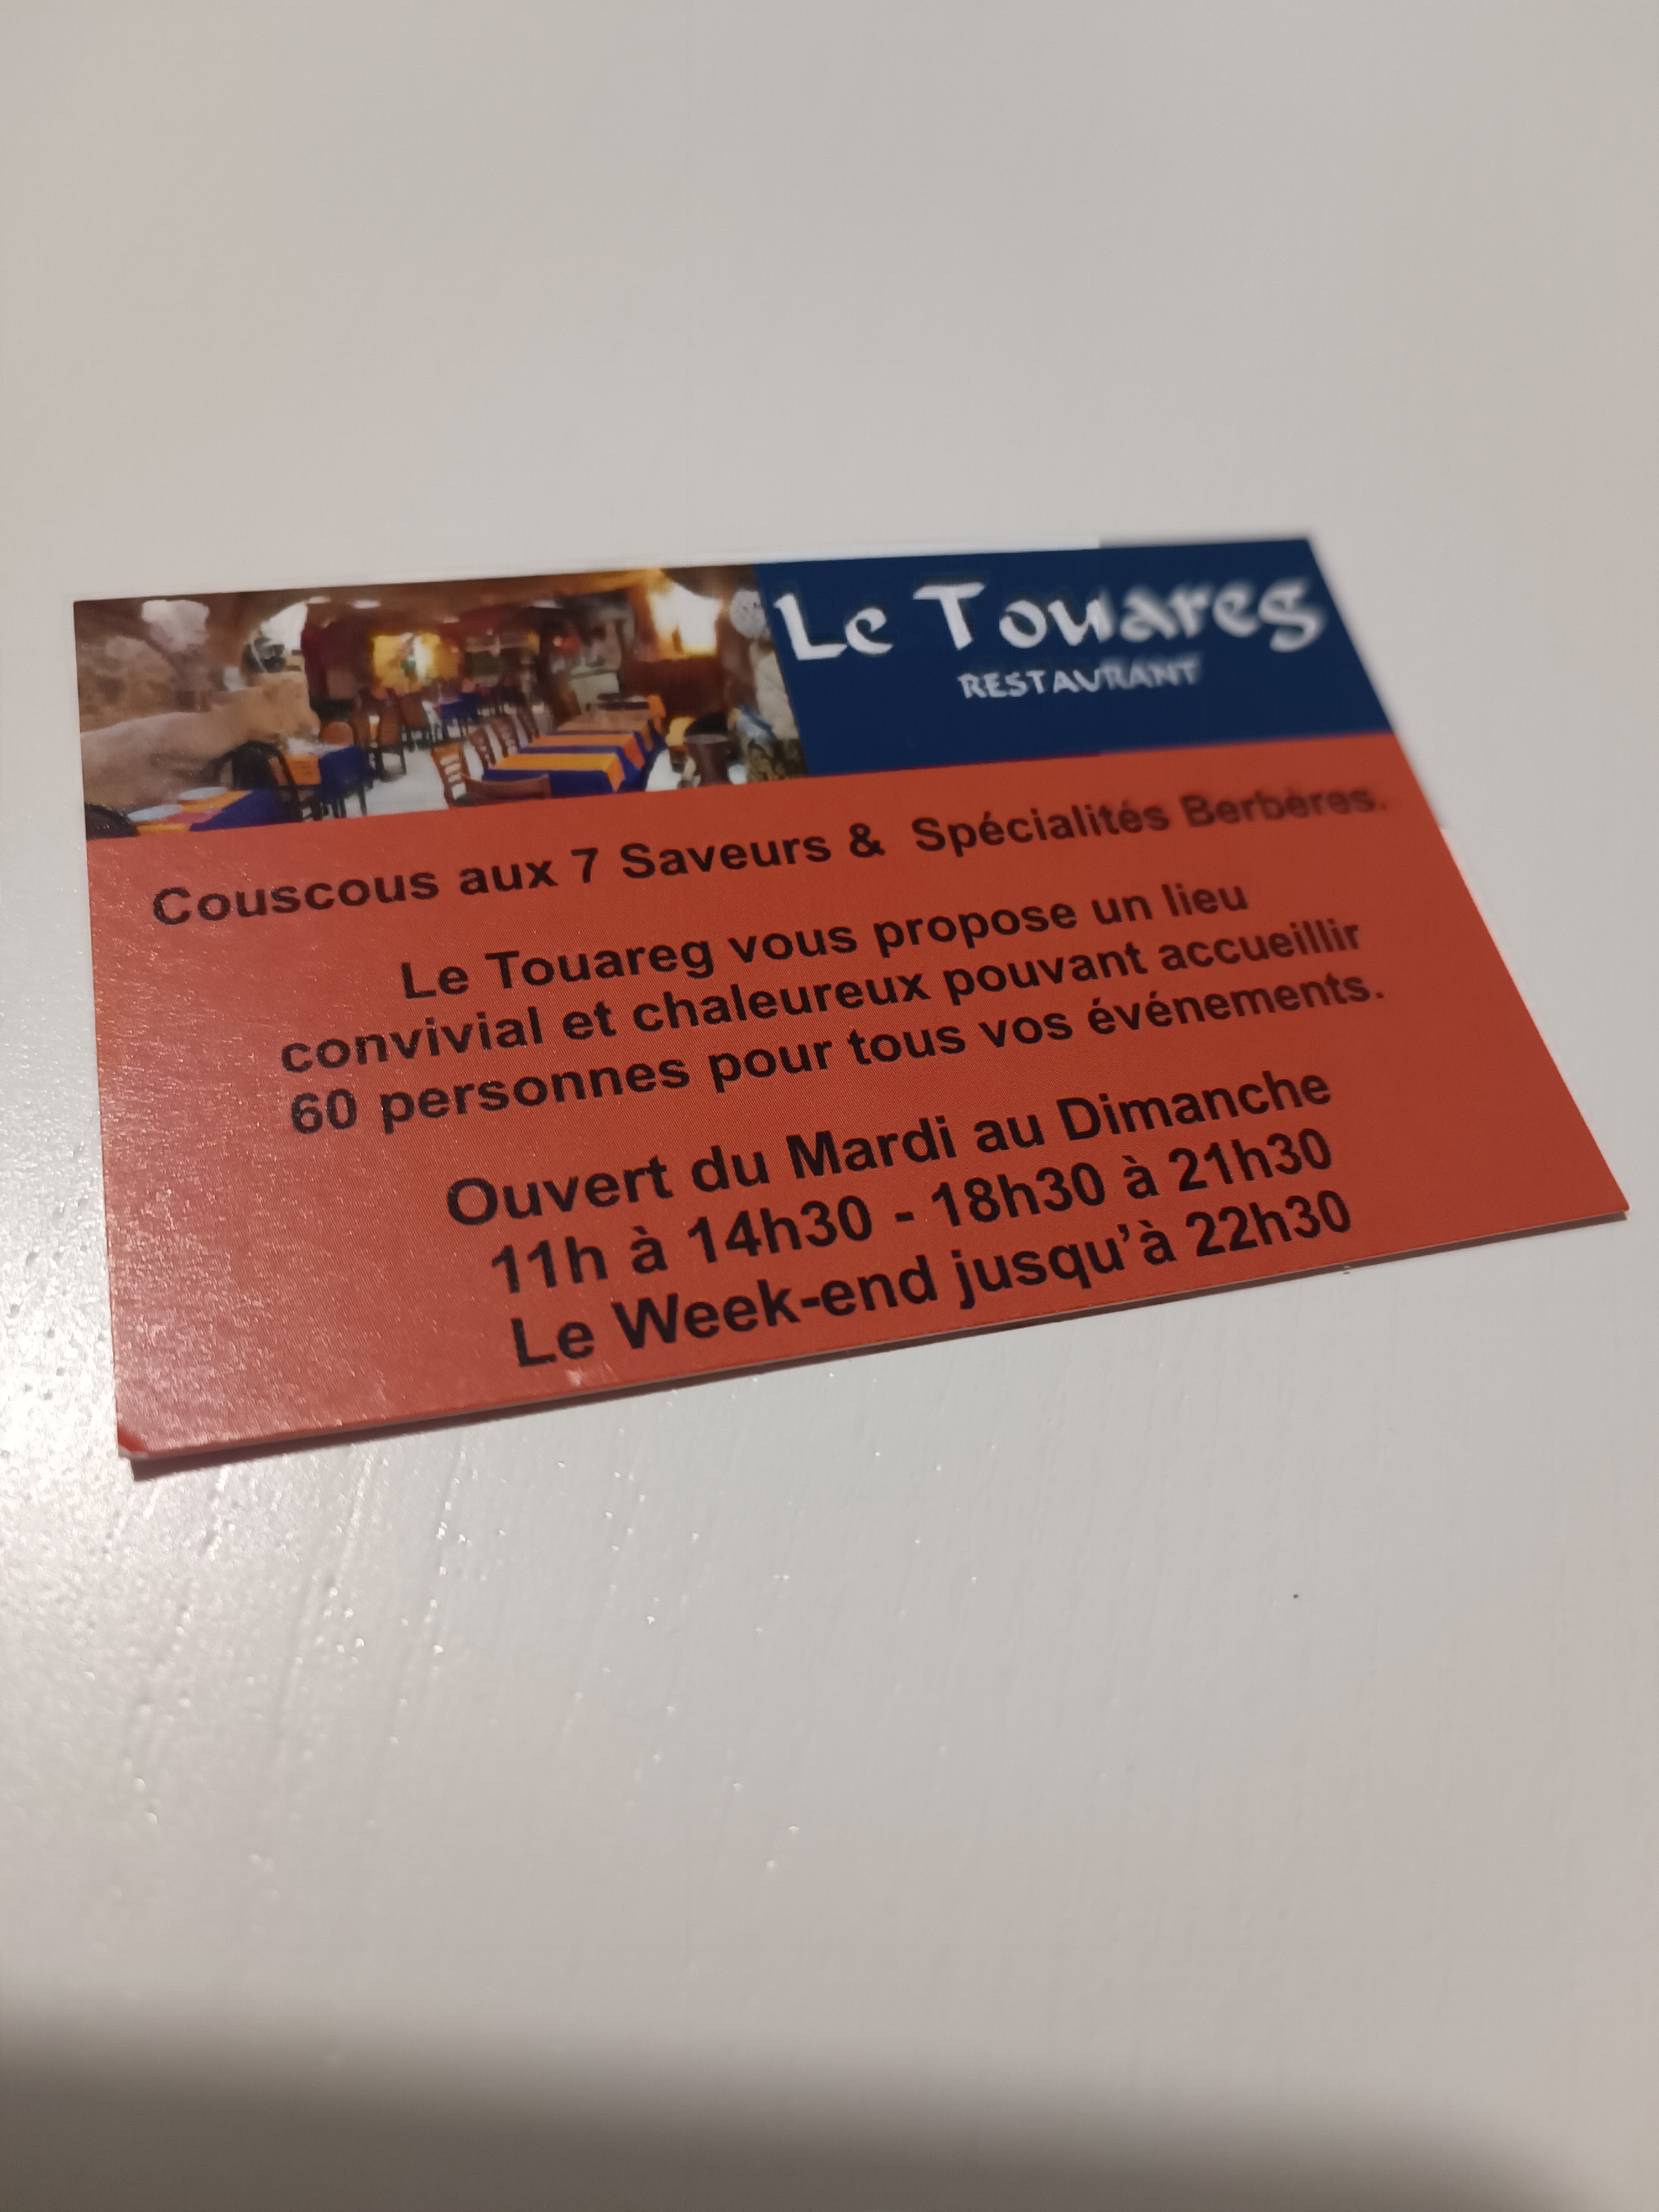 Le Touareg
RESTAURANT
Couscous aux 7 Saveurs & Spécialités Berbères.
Le Touareg vous propose un lieu
convivial et chaleureux pouvant accueillir
60 personnes pour tous vos événements.
Ouvert du Mardi au Dimanche
11h à 14h30 - 18h30 à 21h30
Le Week-end jusqu'à 22h30